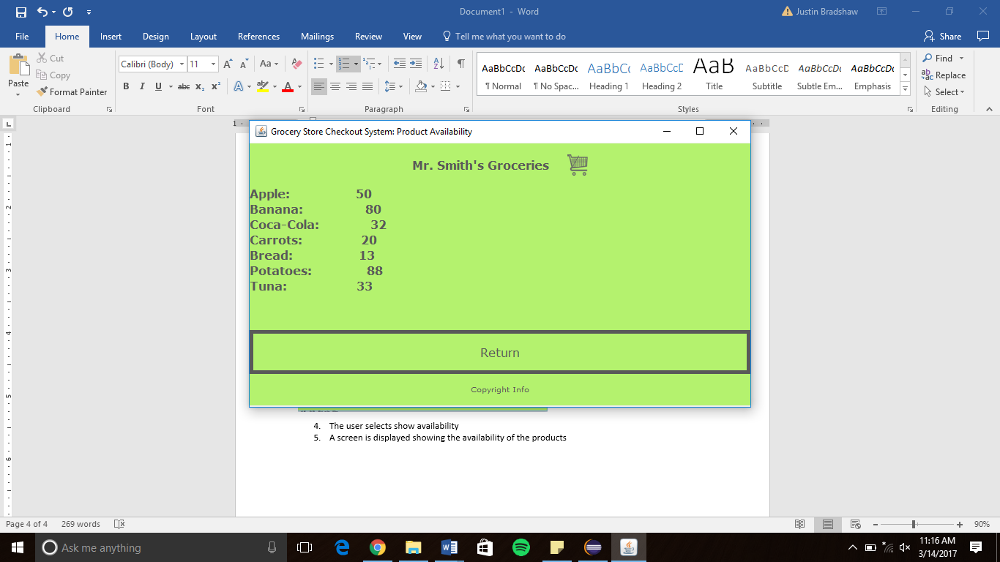 Document1 - Word
Justin Bradshaw
File Home Insert Design Layout References Mailings Review View Tell me what you want to do Share
Cut
Copy
Paste
Format Painter
Clipboard
Calibri (Body) 11 Aa
B I U abc x2 x2 A ab A
Font
Paragraph
AaBbCcDc AaBbCcDc AaBbCc AaBbCcD AaB AaBbCcD AaBbCcDc AaBbCcDc
¶ Normal ¶ No Spac... Heading 1 Heading 2 Title Subtitle Subtle Em... Emphasis
Styles
Find
Replace
Select
Editing
Grocery Store Checkout System: Product Availability
Mr. Smith's Groceries
Apple: 50
Banana: 80
Coca-Cola: 32
Carrots: 20
Bread: 13
Potatoes: 88
Tuna: 33
Return
Copyright Info
4. The user selects show availability
5. A screen is displayed showing the availability of the products
Page 4 of 4 269 words 90%
Ask me anything
11:16 AM
3/14/2017